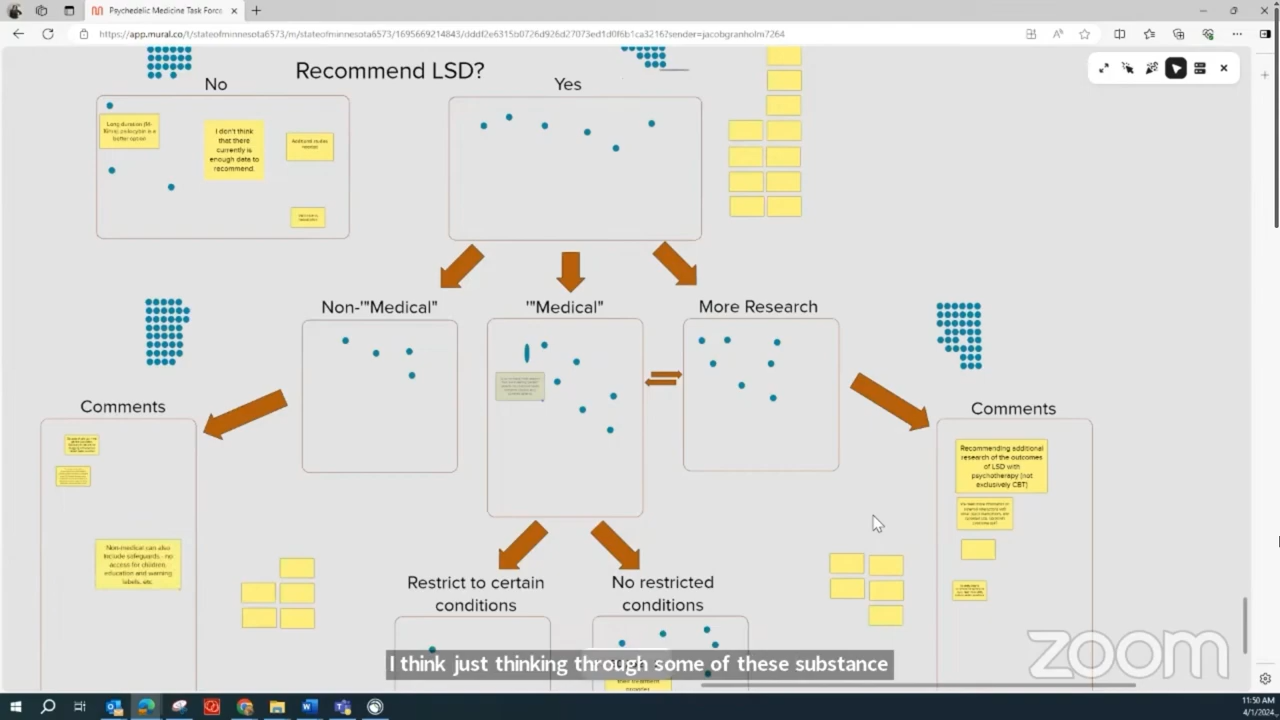 Psychedelic Medicine Task Force
https://app.mural.co/t/stateofminnesota6573/m/stateofminnesota6573/1695669214843/dddf2e6315b0726d926d27073ed1d0f6b1ca3216?sender=jacobgranholm7264
Recommend LSD?
No
Yes
Long duration (M-
psilocybin is a
better option
I don't think
that there
currently is
enough data to
recommend.
Non-'"Medical"
'"Medical"
More Research
Comments
Comments
Recommending additional
research of the outcomes
of LSD with
psychotherapy (not
exclusively CBT)
Non-medical can also
include safeguards - no
access for children,
education and warning
labels, etc
Restrict to certain
conditions
No restricted
conditions
I think just thinking through some of these substance
zoom
11:50 AM
4/1/2024